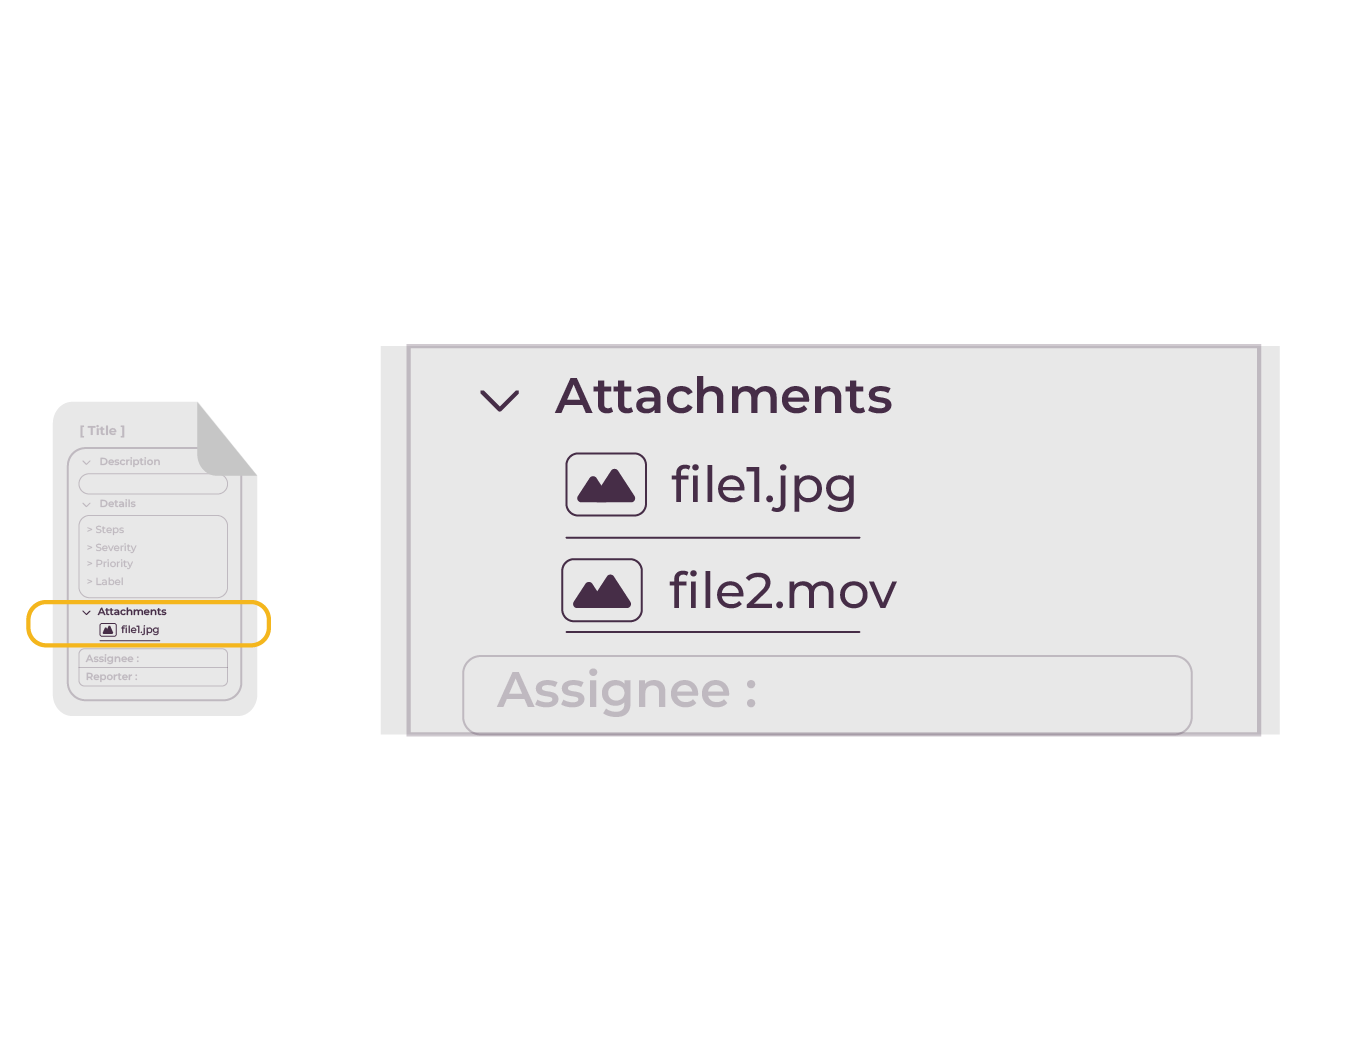 [ Title ]
Description
Details
> Steps
> Severity
> Priority
> Label
Attachments
file1.jpg
Assignee :
Reporter :
Attachments
file1.jpg
file2.mov
Assignee :